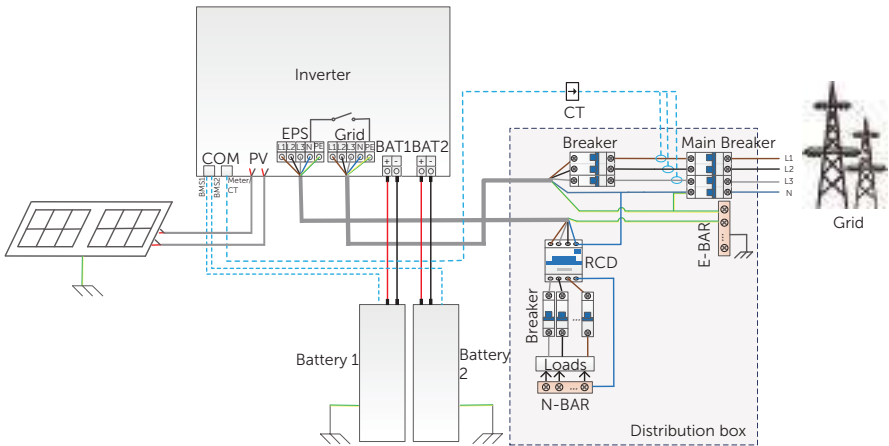 Inverter
EPS
Grid
L1 L2 L3 N PE
L1 L2 L3 N PE
BAT1 BAT2
+ -
+ -
COM
PV
BMS1
BMS2
Meter/
CT
CT
Breaker
Main Breaker
L1
L2
L3
N
Grid
E-BAR
RCD
Breaker
...
Loads
...
N-BAR
Distribution box
Battery 1
Battery
2